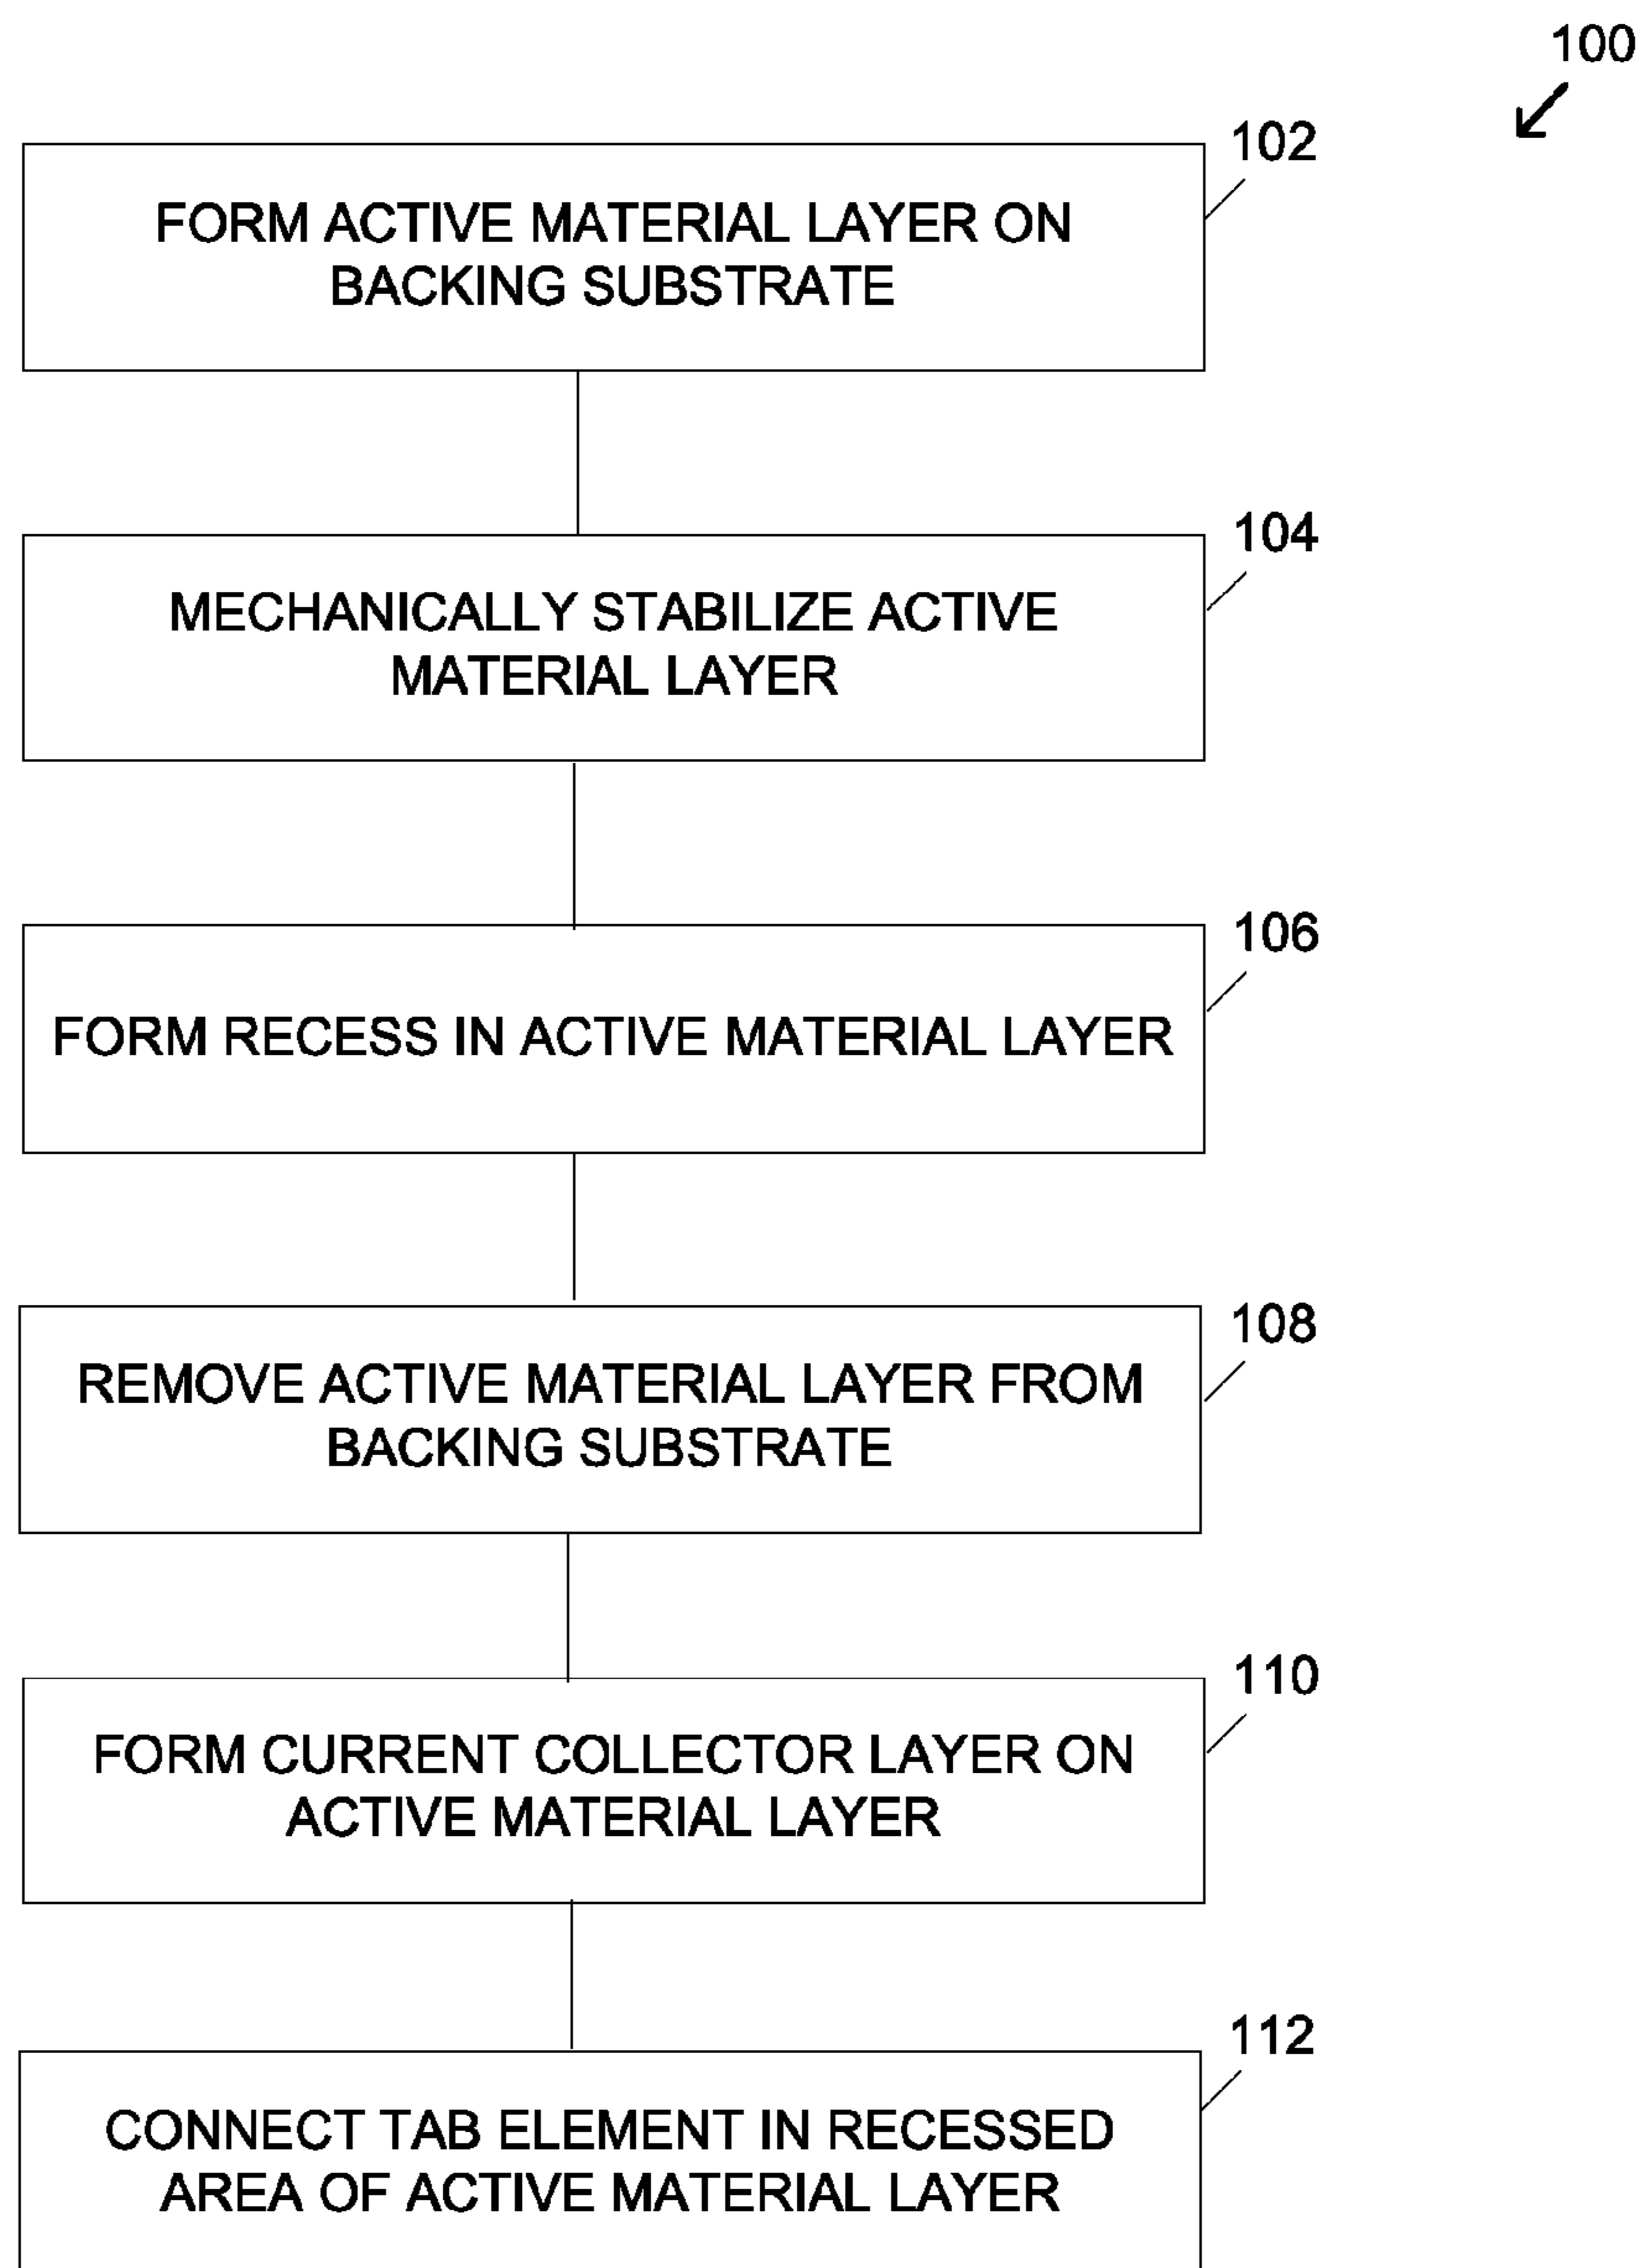 100
102
FORM ACTIVE MATERIAL LAYER ON
BACKING SUBSTRATE
104
MECHANICALLY STABILIZE ACTIVE
MATERIAL LAYER
106
FORM RECESS IN ACTIVE MATERIAL LAYER
108
REMOVE ACTIVE MATERIAL LAYER FROM
BACKING SUBSTRATE
110
FORM CURRENT COLLECTOR LAYER ON
ACTIVE MATERIAL LAYER
112
CONNECT TAB ELEMENT IN RECESSED
AREA OF ACTIVE MATERIAL LAYER